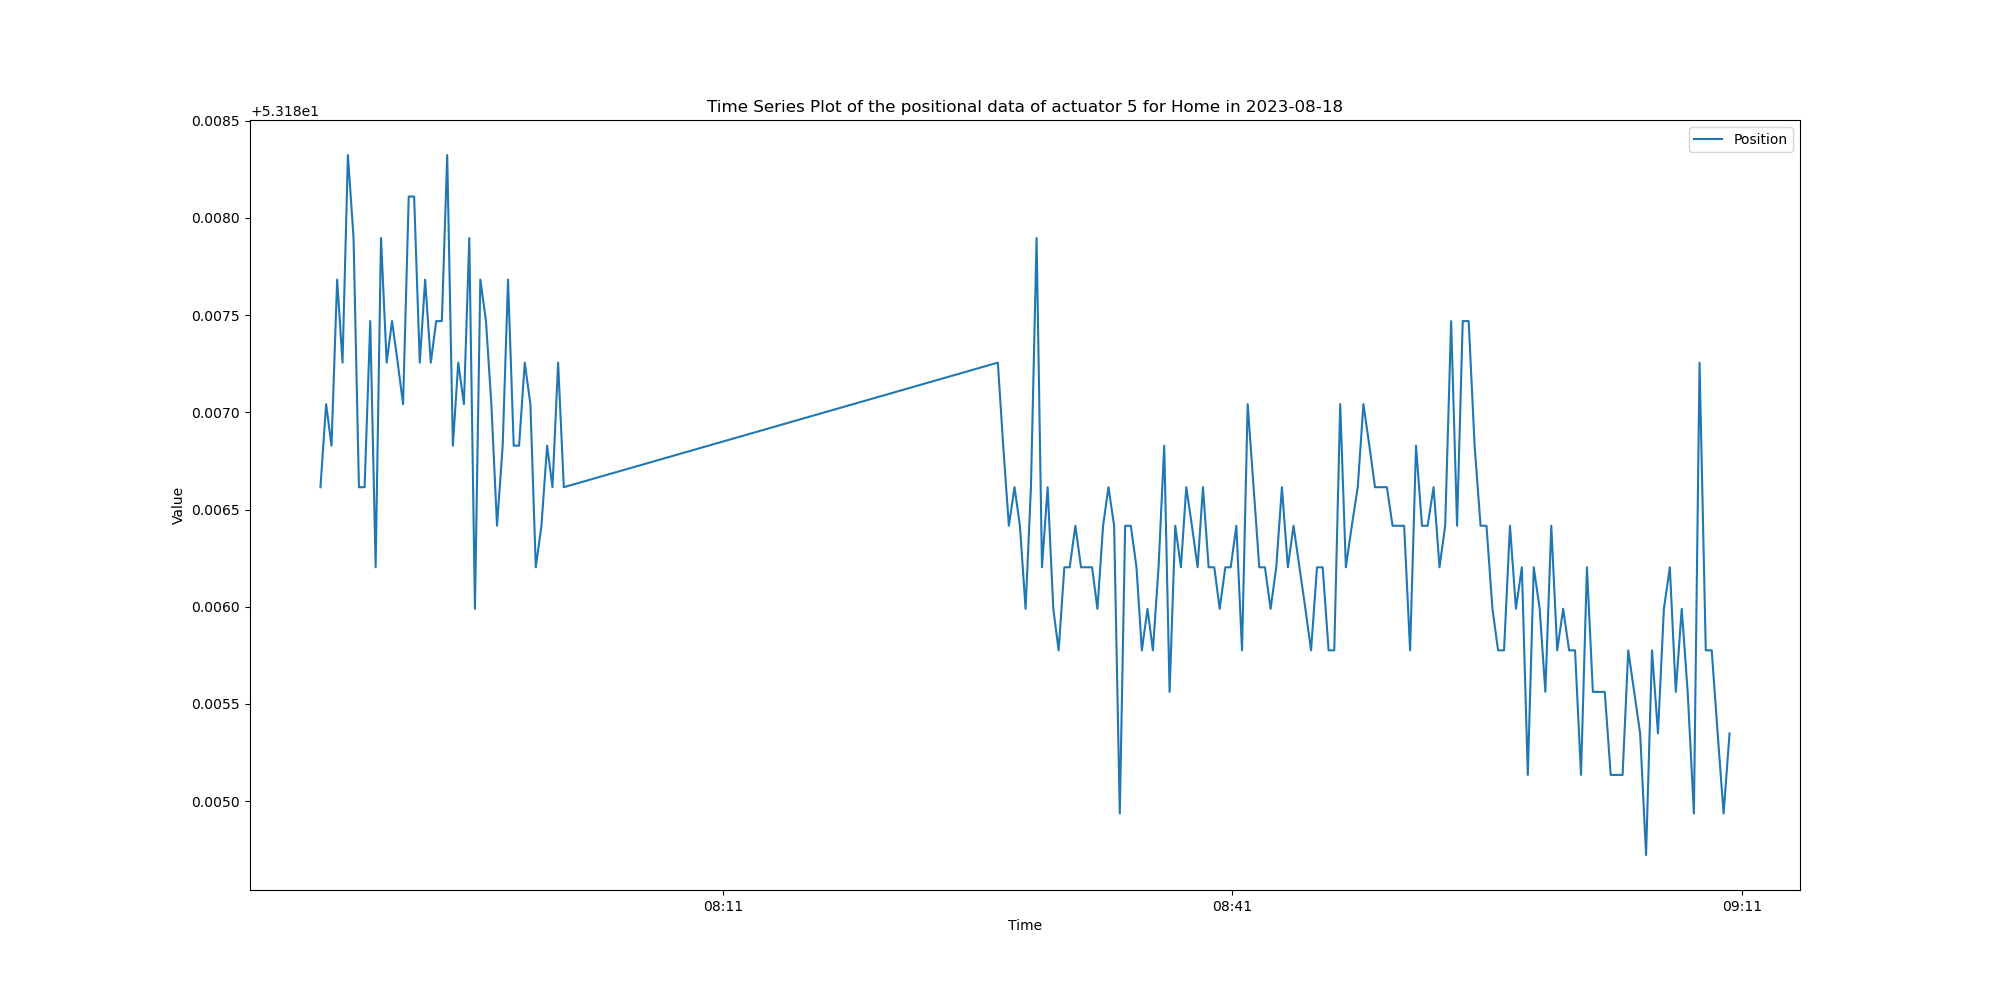 Time Series Plot of the positional data of actuator 5 for Home in 2023-08-18
+5.318e1
Position
0.0085
0.0080
0.0075
0.0070
0.0065
0.0060
0.0055
0.0050
Value
08:11
08:41
09:11
Time